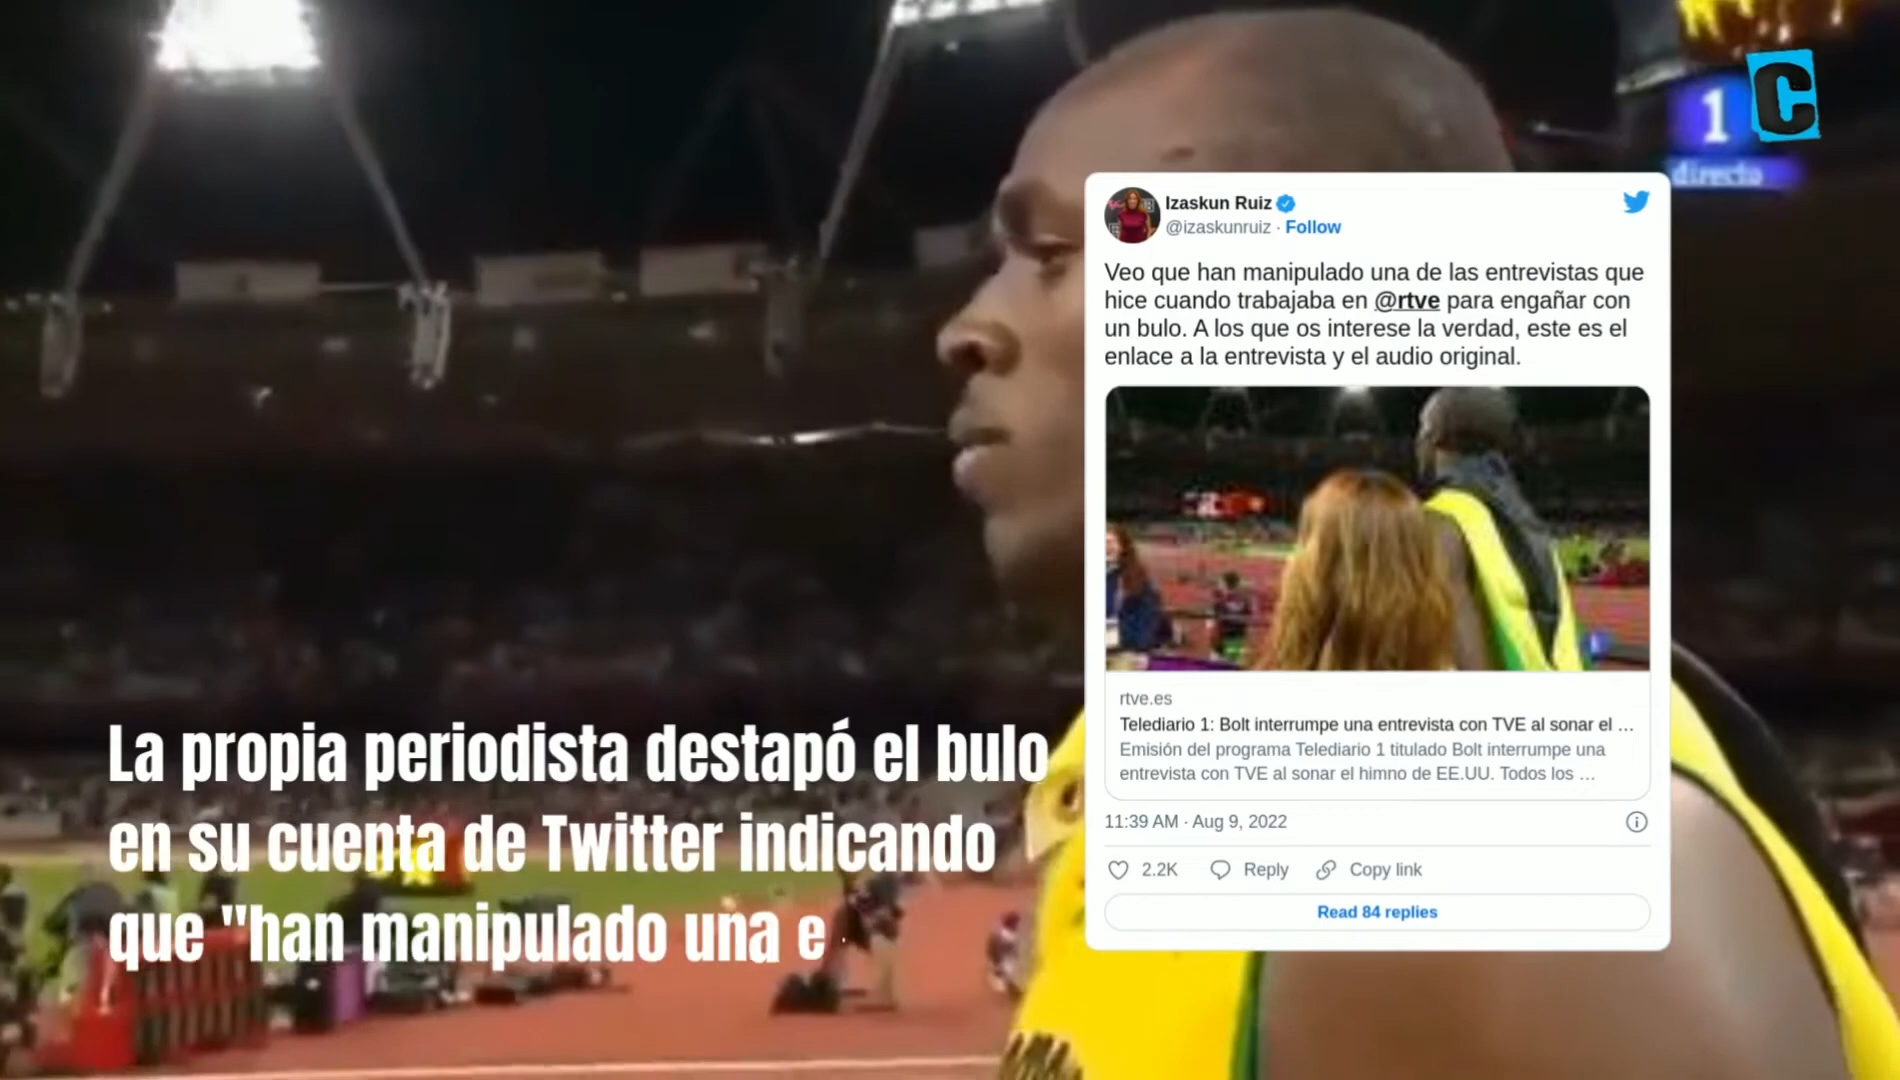 C
1
directo
Izaskun Ruiz
@izaskunruiz · Follow
Veo que han manipulado una de las entrevistas que
hice cuando trabajaba en @rtve para engañar con
un bulo. A los que os interese la verdad, este es el
enlace a la entrevista y el audio original.
rtve.es
Telediario 1: Bolt interrumpe una entrevista con TVE al sonar el ...
Emisión del programa Telediario 1 titulado Bolt interrumpe una
entrevista con TVE al sonar el himno de EE.UU. Todos los ...
11:39 AM · Aug 9, 2022
2.2K Reply Copy link
Read 84 replies
La propia periodista destapó el bulo
en su cuenta de Twitter indicando
que "han manipulado una e